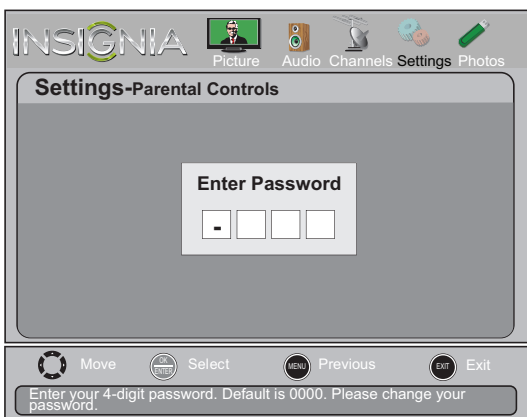 INSIGNIA
Picture Audio Channels Settings Photos
Settings-Parental Controls
Enter Password
-
Move OK ENTER Select MENU Previous EXIT Exit
Enter your 4-digit password. Default is 0000. Please change your
password.